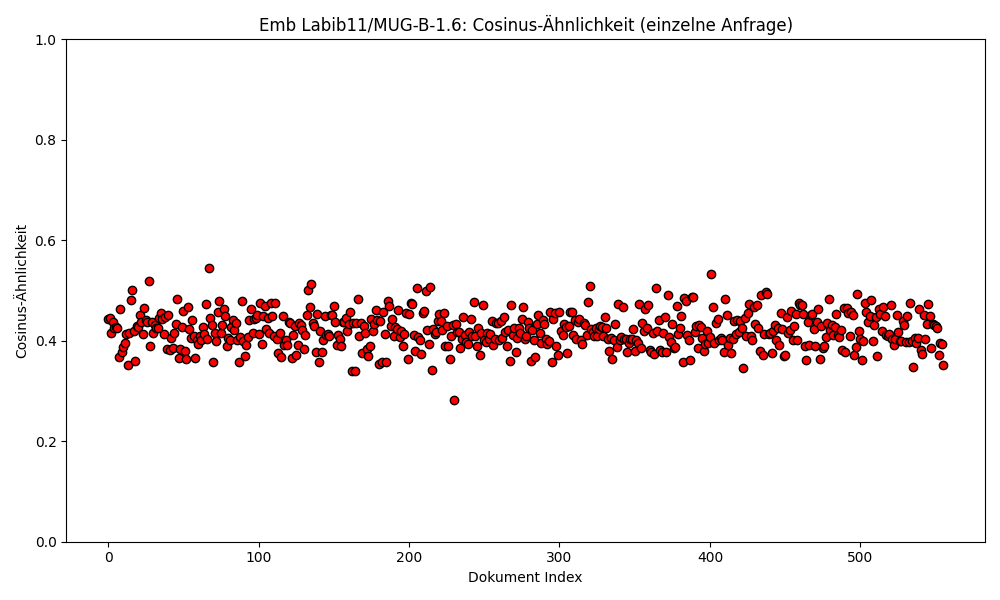 Emb Labib11/MUG-B-1.6: Cosinus-Ähnlichkeit (einzelne Anfrage)
1.0
0.8
0.6
0.4
0.2
0.0
Cosinus-Ähnlichkeit
0 100 200 300 400 500
Dokument Index